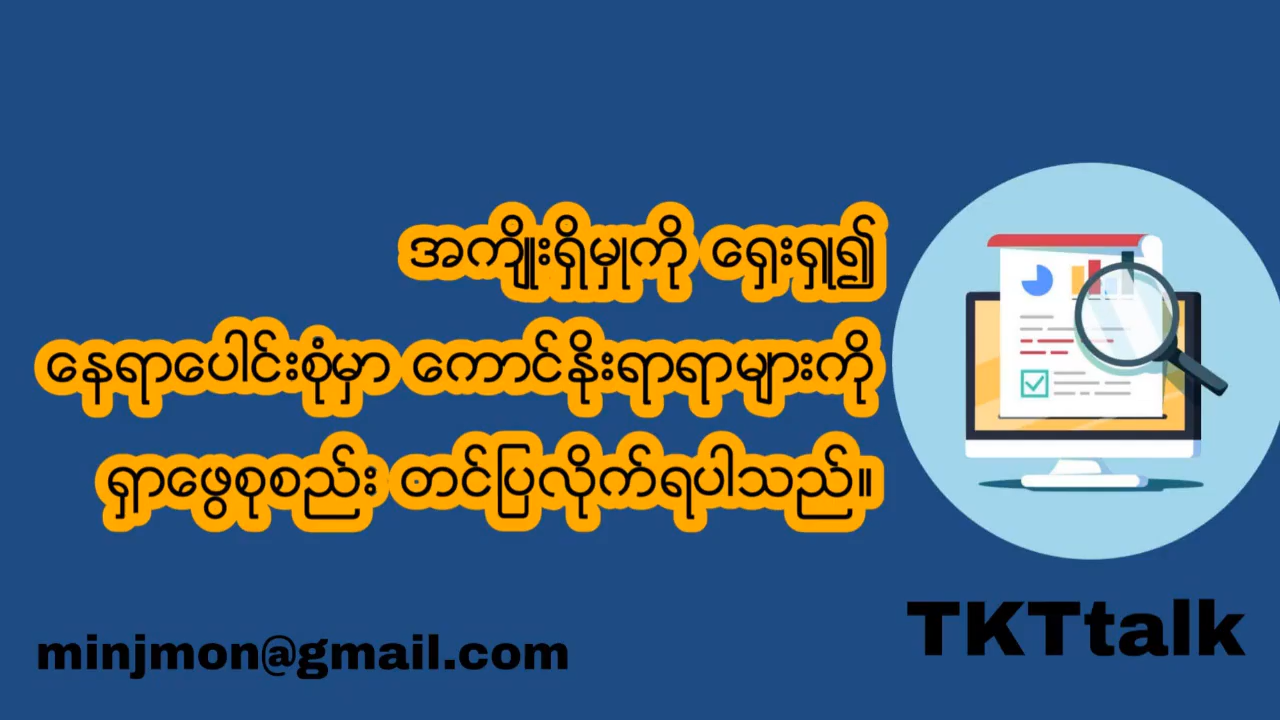 အကျိုးရှိမှုကို ရှေးရှု၍
နေရာပေါင်းစုံမှာ ကောင်နိုးရာရာများကို
ရှာဖွေစုစည်း တင်ပြလိုက်ရပါသည်။
TKTtalk
minjmon@gmail.com